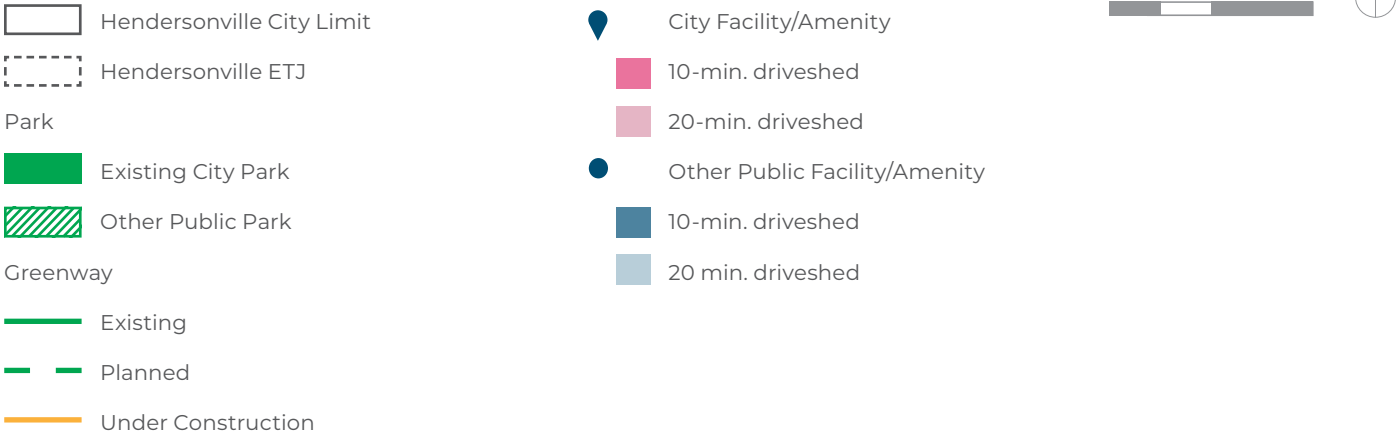 Hendersonville City Limit
Hendersonville ETJ
Park
Existing City Park
Other Public Park
Greenway
Existing
Planned
Under Construction
City Facility/Amenity
10-min. driveshed
20-min. driveshed
Other Public Facility/Amenity
10-min. driveshed
20 min. driveshed